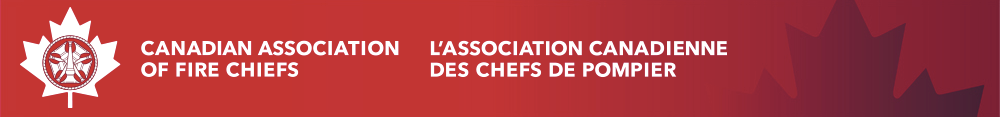 CANADIAN ASSOCIATION
OF FIRE CHIEFS
L'ASSOCIATION CANADIENNE
DES CHEFS DE POMPIER